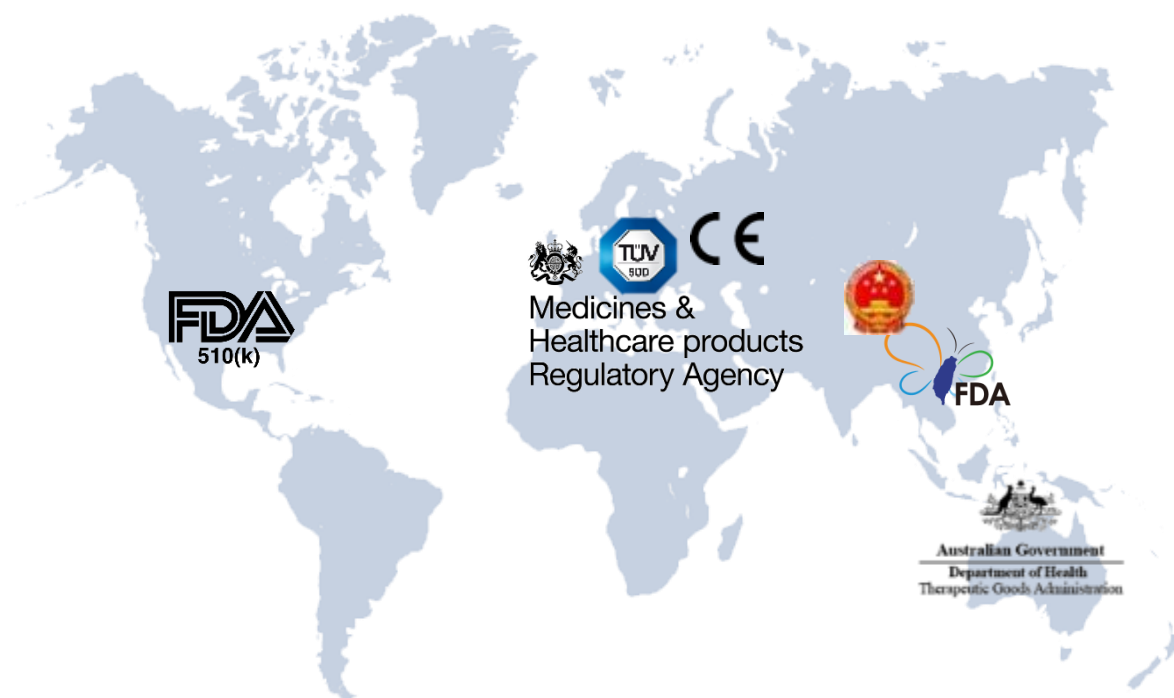 FDA
510(k)
TÜV
SÜD
CE
Medicines &
Healthcare products
Regulatory Agency
FDA
Australian Government
Department of Health
Therapeutic Goods Administration